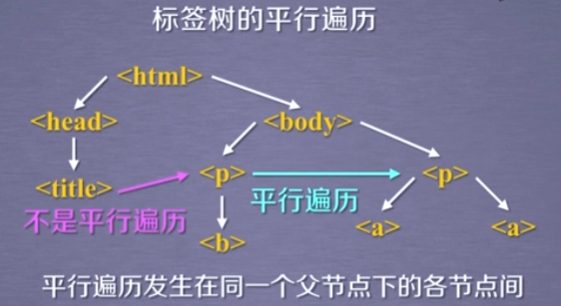 标签树的平行遍历
<html>
<head> <body>
<title> <p> <p>
不是平行遍历 平行遍历
<b> <a> <a>
平行遍历发生在同一个父节点下的各节点间